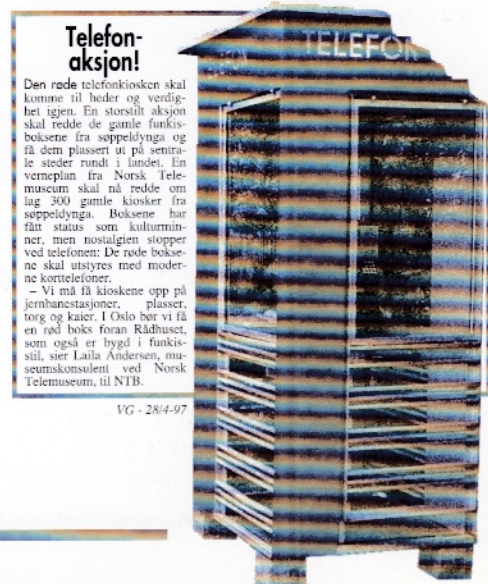 Telefon-
aksjon!
Den røde telefonkiosken skal
komme til heder og verdig-
het igjen. En storstilt aksjon
skal redde de gamle funkis-
boksene fra søppeldynga og
få dem plassert ut på sentra-
le steder rundt i landet. En
verneplan fra Norsk Tele-
museum skal nå redde om
lag 300 gamle kiosker fra
søppeldynga. Boksene har
fått status som kulturmin-
ner, men nostalgien stopper
ved telefonen: De røde bokse-
ne skal utstyres med moder-
ne korttelefoner.
– Vi må få kioskene opp på
jernbanestasjoner, plasser,
torg og kaier. I Oslo bør vi få
en rød boks foran Rådhuset,
som også er bygd i funkis-
stil, sier Laila Andersen, mu-
seumskonsulent ved Norsk
Telemuseum, til NTB.
VG - 28/4-97
TELEFON